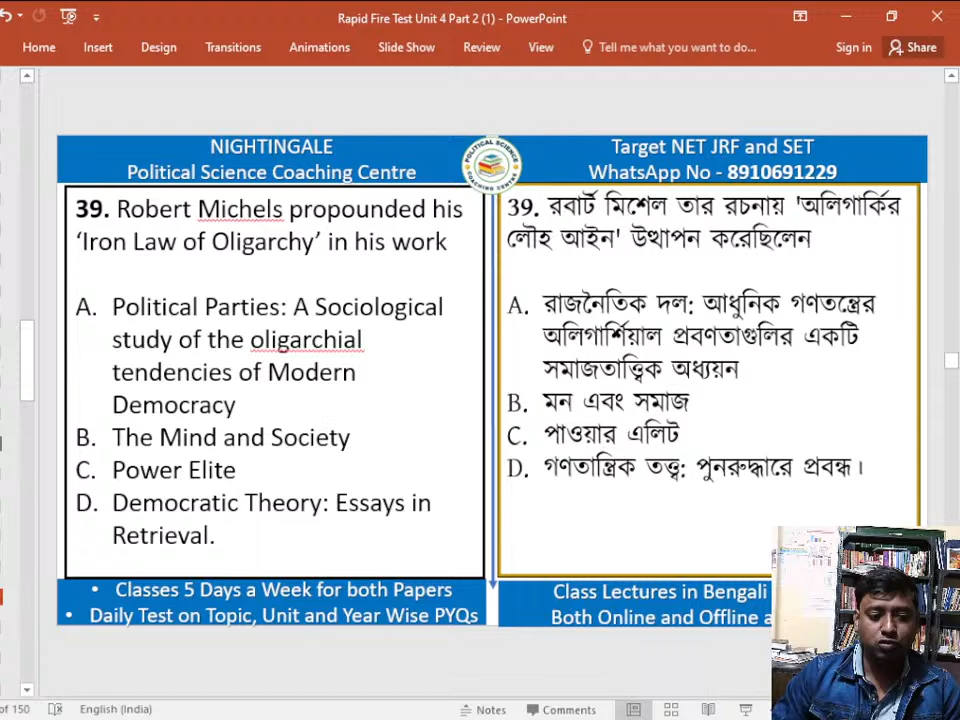 Rapid Fire Test Unit 4 Part 2 (1) - PowerPoint
Home Insert Design Transitions Animations Slide Show Review View Tell me what you want to do... Sign in Share
NIGHTINGALE
Political Science Coaching Centre
POLITICAL SCIENCE COACHING CENTRE
Target NET JRF and SET
WhatsApp No - 8910691229
39. Robert Michels propounded his
‘Iron Law of Oligarchy’ in his work
A. Political Parties: A Sociological
study of the oligarchial
tendencies of Modern
Democracy
B. The Mind and Society
C. Power Elite
D. Democratic Theory: Essays in
Retrieval.
39. রবার্ট মিশেল তার রচনায় 'অলিগার্কির
লৌহ আইন' উত্থাপন করেছিলেন
A. রাজনৈতিক দল: আধুনিক গণতন্ত্রের
অলিগার্শিয়াল প্রবণতাগুলির একটি
সমাজতাত্ত্বিক অধ্যয়ন
B. মন এবং সমাজ
C. পাওয়ার এলিট
D. গণতান্ত্রিক তত্ত্ব: পুনরুদ্ধারে প্রবন্ধ।
• Classes 5 Days a Week for both Papers
• Daily Test on Topic, Unit and Year Wise PYQs
Class Lectures in Bengali
Both Online and Offline a
of 150 English (India) Notes Comments